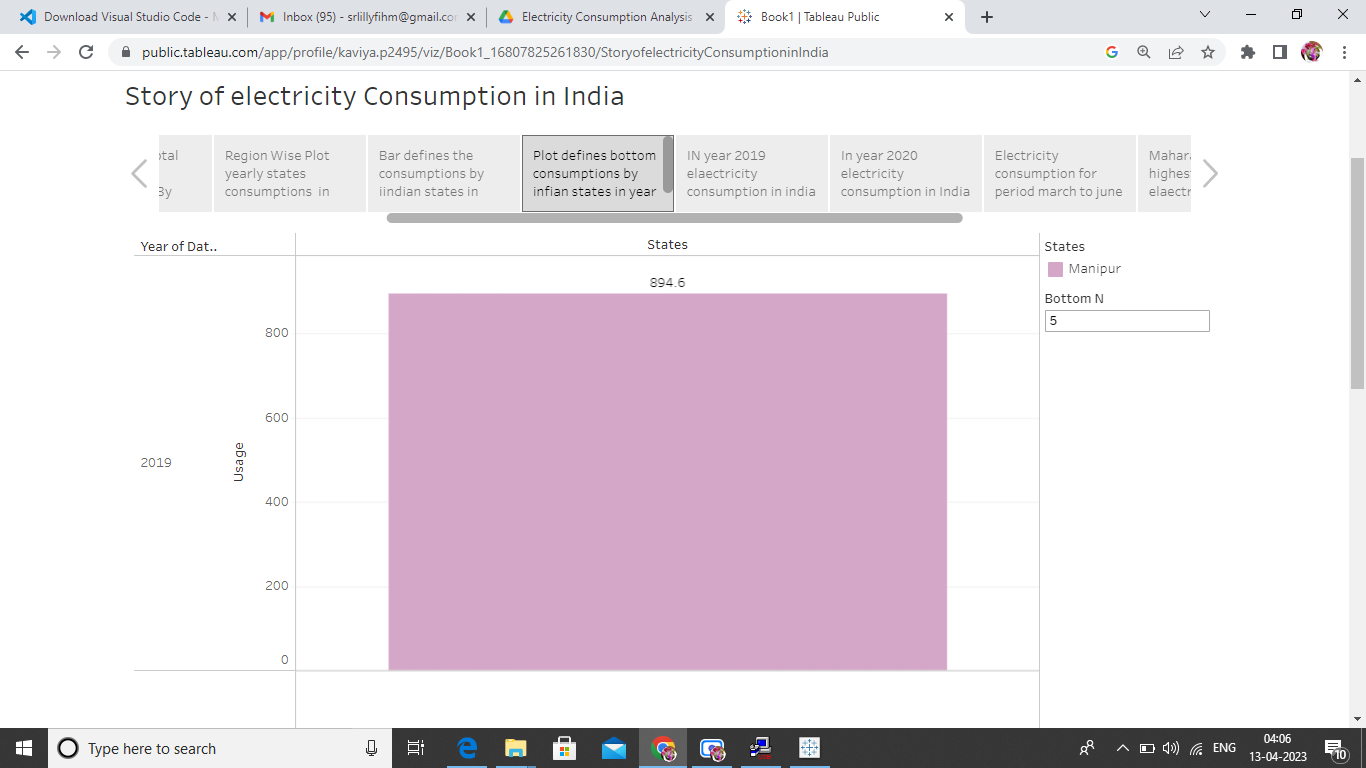 Download Visual Studio Code - M
Inbox (95) - srlillyfihm@gmail.cor
Electricity Consumption Analysis
Book1 | Tableau Public
public.tableau.com/app/profile/kaviya.p2495/viz/Book1_16807825261830/StoryofelectricityConsumptioninIndia
Story of electricity Consumption in India
By
Region Wise Plot
yearly states
consumptions in
Bar defines the
consumptions by
iindian states in
Plot defines bottom
consumptions by
infian states in year
IN year 2019
elaectricity
consumption in india
In year 2020
electricity
consumption in India
Electricity
consumption for
period march to june
Mahar
highes
elaectr
Year of Dat..
States
894.6
800
600
400
200
0
2019
Usage
States
Manipur
Bottom N
5
Type here to search
ENG
04:06
13-04-2023
10